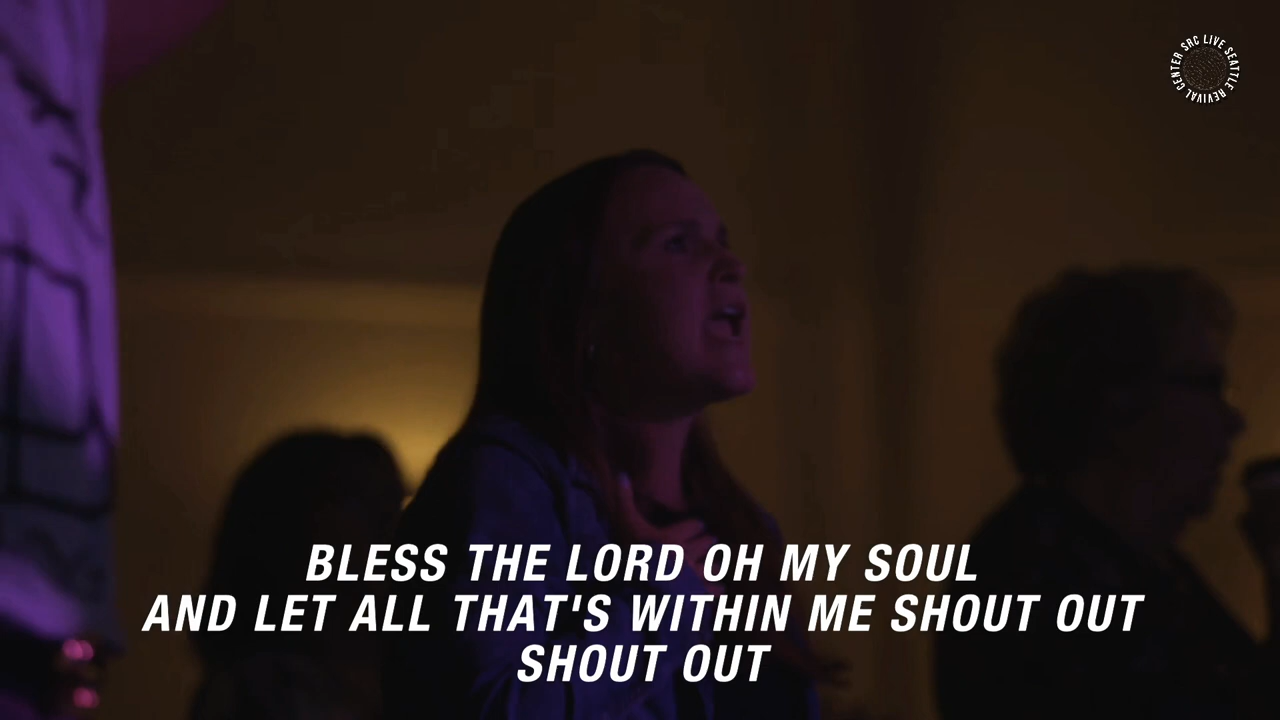 SRC LIVE SEATTLE REVIVAL CENTER
BLESS THE LORD OH MY SOUL
AND LET ALL THAT'S WITHIN ME SHOUT OUT
SHOUT OUT